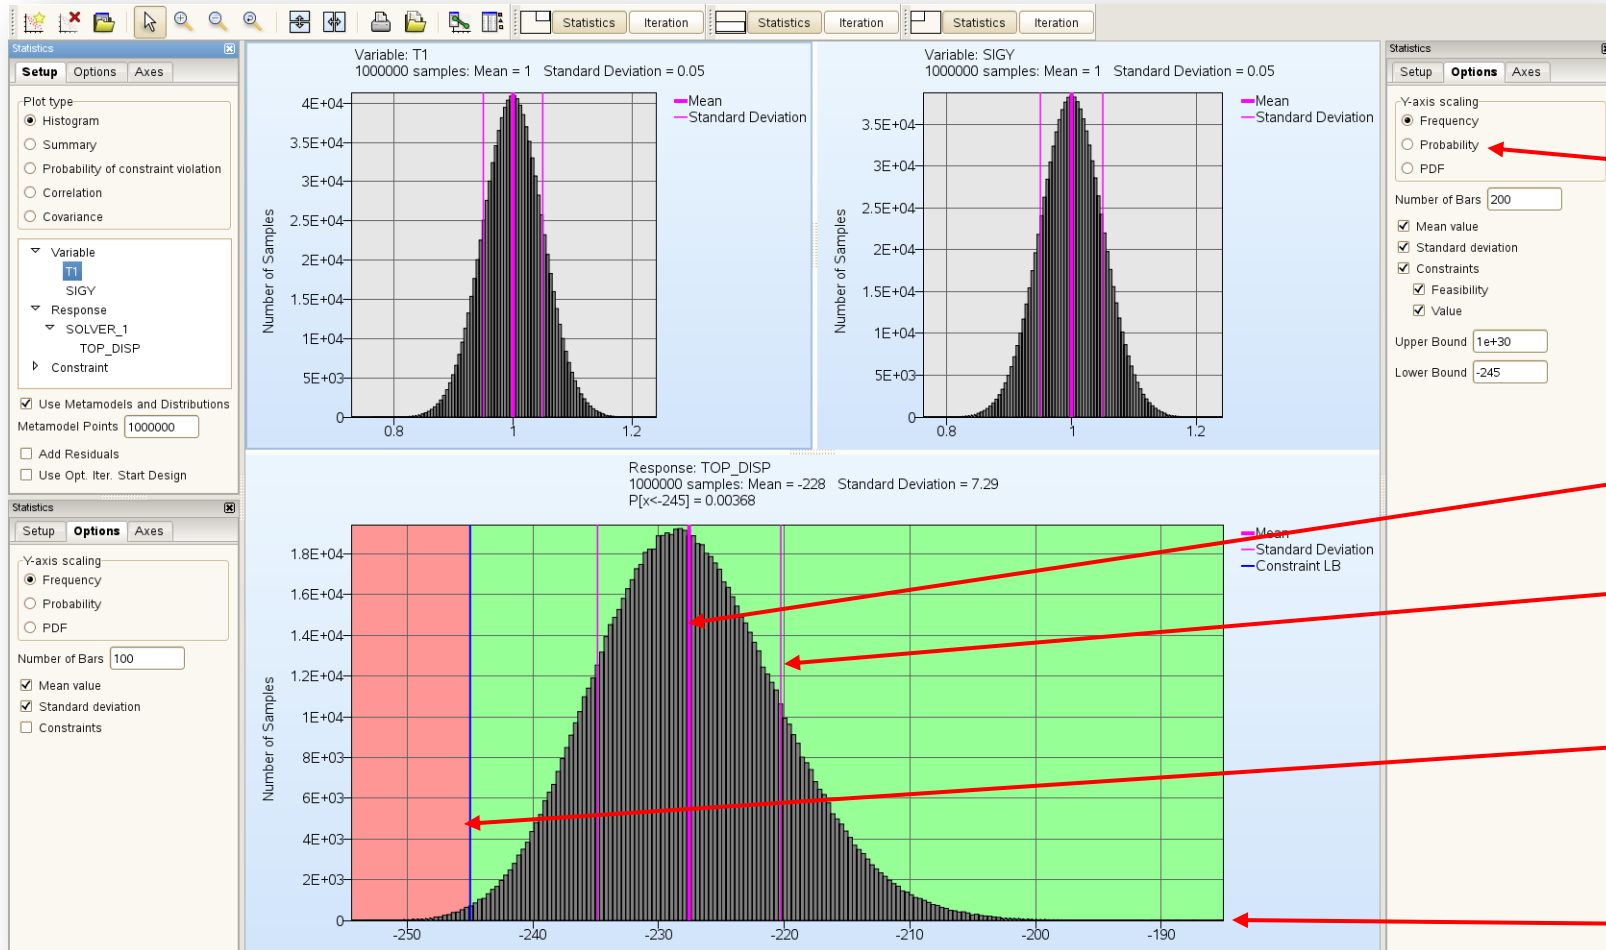 Statistics Iteration Statistics Iteration Statistics Iteration
Statistics
Setup Options Axes
Plot type
Histogram
Summary
Probability of constraint violation
Correlation
Covariance
Variable
T1
SIGY
Response
SOLVER_1
TOP_DISP
Constraint
Use Metamodels and Distributions
Metamodel Points 1000000
Add Residuals
Use Opt. Iter. Start Design
Statistics
Setup Options Axes
Y-axis scaling
Frequency
Probability
PDF
Number of Bars 100
Mean value
Standard deviation
Constraints
Variable: T1
1000000 samples: Mean = 1 Standard Deviation = 0.05
Mean
Standard Deviation
Number of Samples
4E+04
3.5E+04
3E+04
2.5E+04
2E+04
1.5E+04
1E+04
5E+03
0
0.8 1 1.2
Variable: SIGY
1000000 samples: Mean = 1 Standard Deviation = 0.05
Mean
Standard Deviation
Number of Samples
3.5E+04
3E+04
2.5E+04
2E+04
1.5E+04
1E+04
5E+03
0
0.8 1 1.2
Response: TOP_DISP
1000000 samples: Mean = -228 Standard Deviation = 7.29
P[x<-245] = 0.00368
Mean
Standard Deviation
Constraint LB
Number of Samples
1.8E+04
1.6E+04
1.4E+04
1.2E+04
1E+04
8E+03
6E+03
4E+03
2E+03
0
-250 -240 -230 -220 -210 -200 -190
Statistics
Setup Options Axes
Y-axis scaling
Frequency
Probability
PDF
Number of Bars 200
Mean value
Standard deviation
Constraints
Feasibility
Value
Upper Bound 1e+30
Lower Bound -245